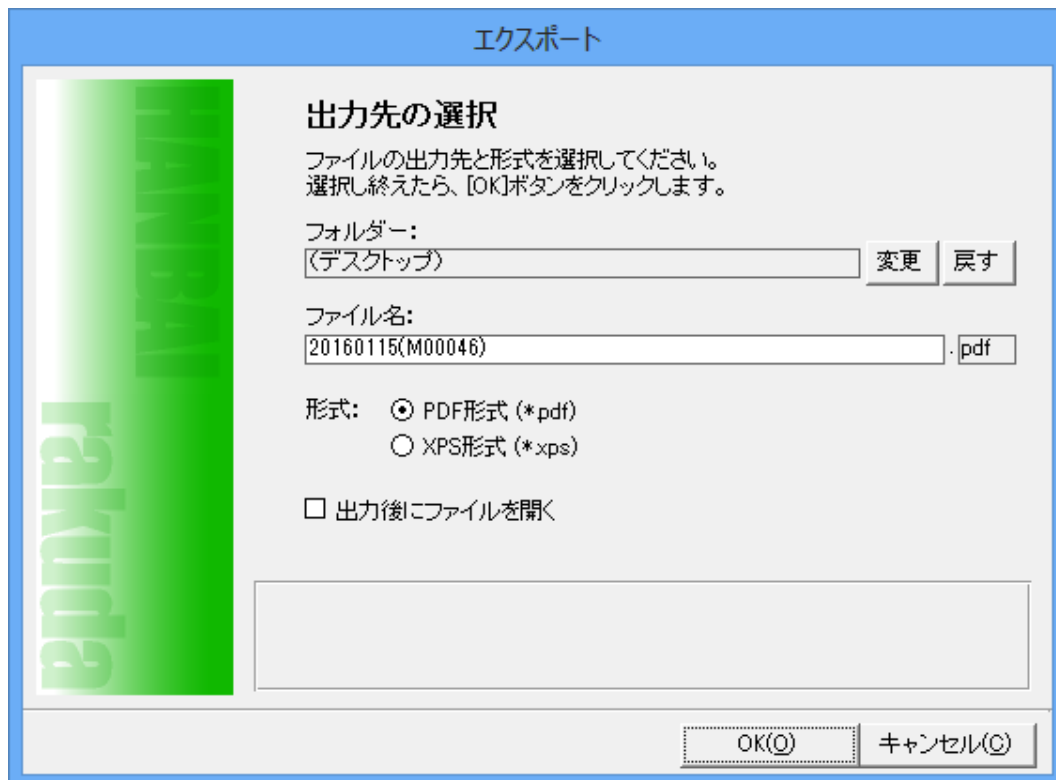 エクスポート
HANBAI
rakuda
出力先の選択
ファイルの出力先と形式を選択してください。
選択し終えたら、[OK]ボタンをクリックします。
フォルダー:
(デスクトップ) 変更 戻す
ファイル名:
20160115(M00046) .pdf
形式: PDF形式 (*.pdf)
XPS形式 (*.xps)
出力後にファイルを開く
OK(O) キャンセル(C)